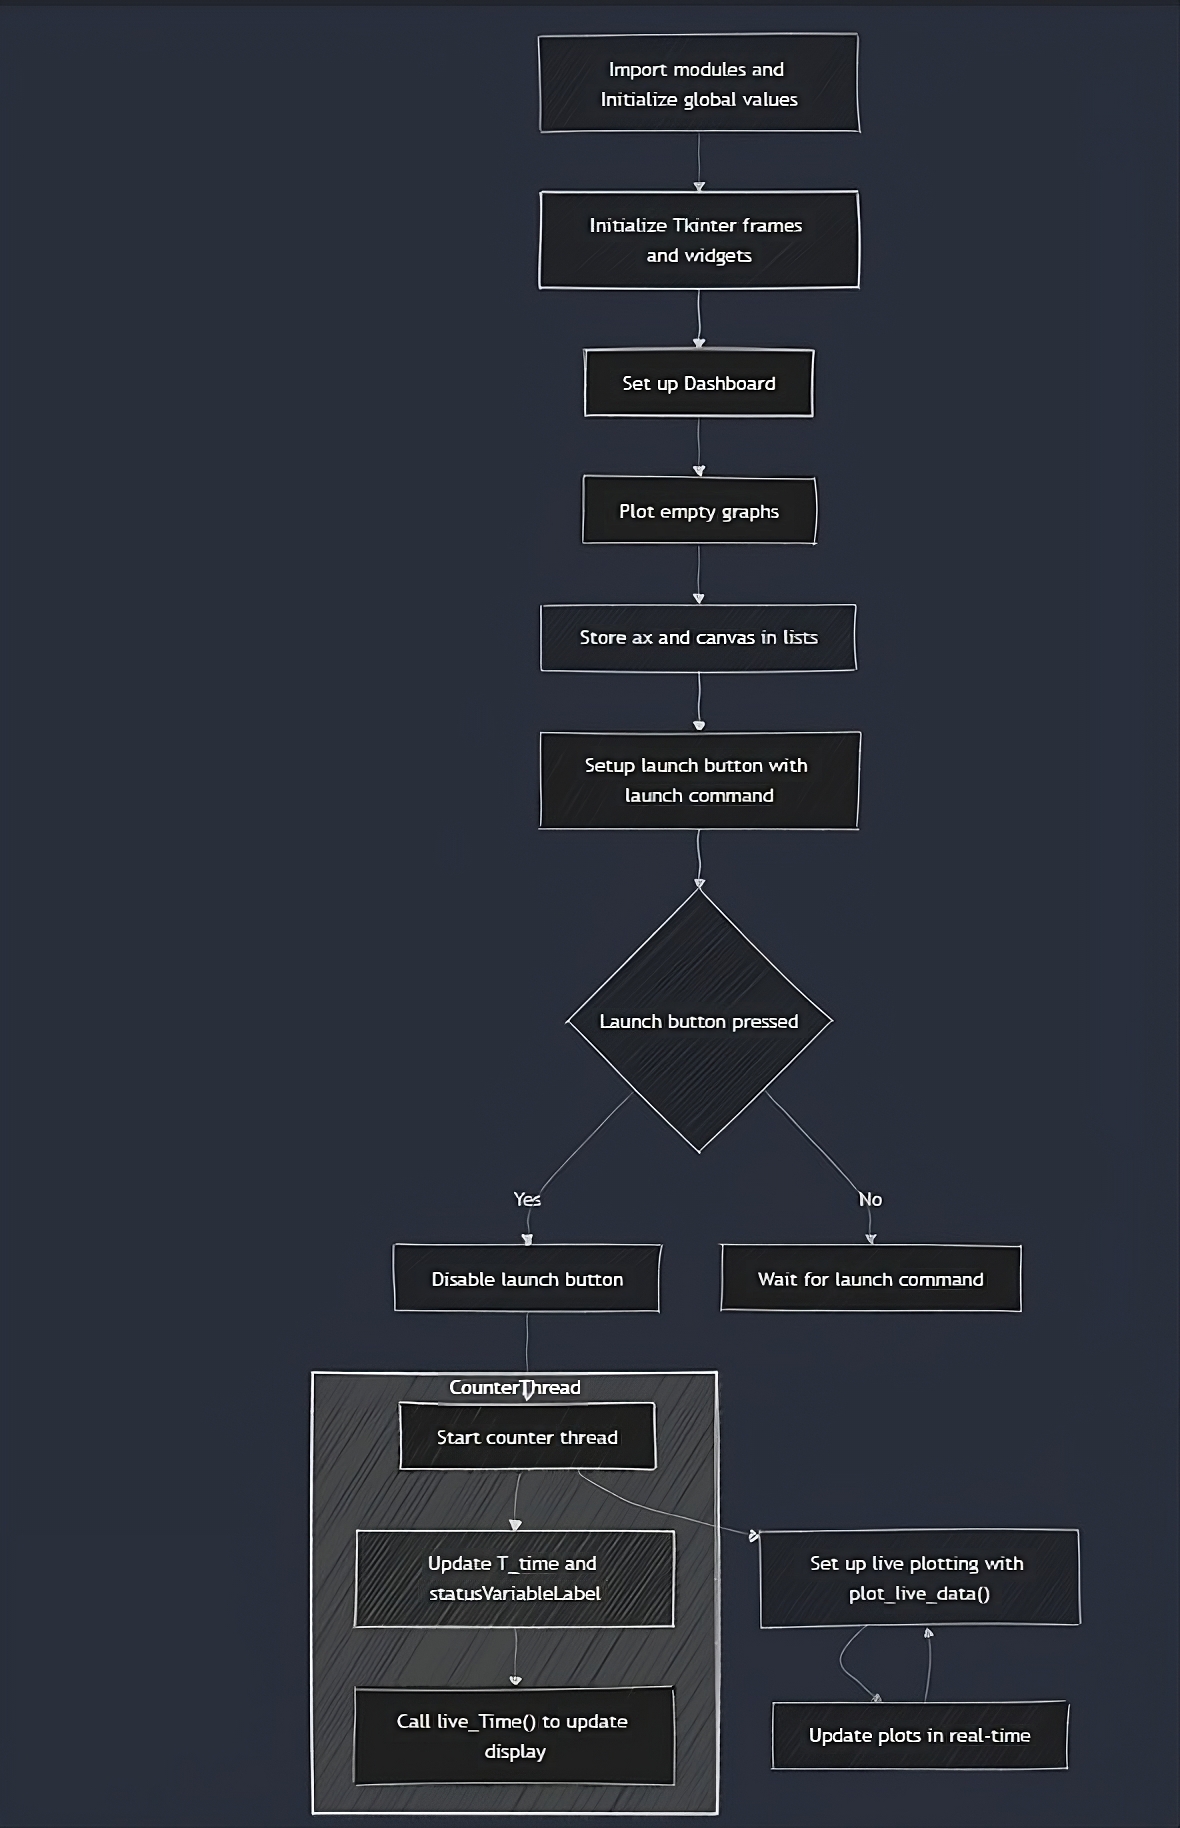 Import modules and
Initialize global values
Initialize Tkinter frames
and widgets
Set up Dashboard
Plot empty graphs
Store ax and canvas in lists
Setup launch button with
launch command
Launch button pressed
Yes
No
Disable launch button
Wait for launch command
CounterThread
Start counter thread
Update T_time and
statusVariableLabel
Set up live plotting with
plot_live_data()
Call live_Time() to update
display
Update plots in real-time